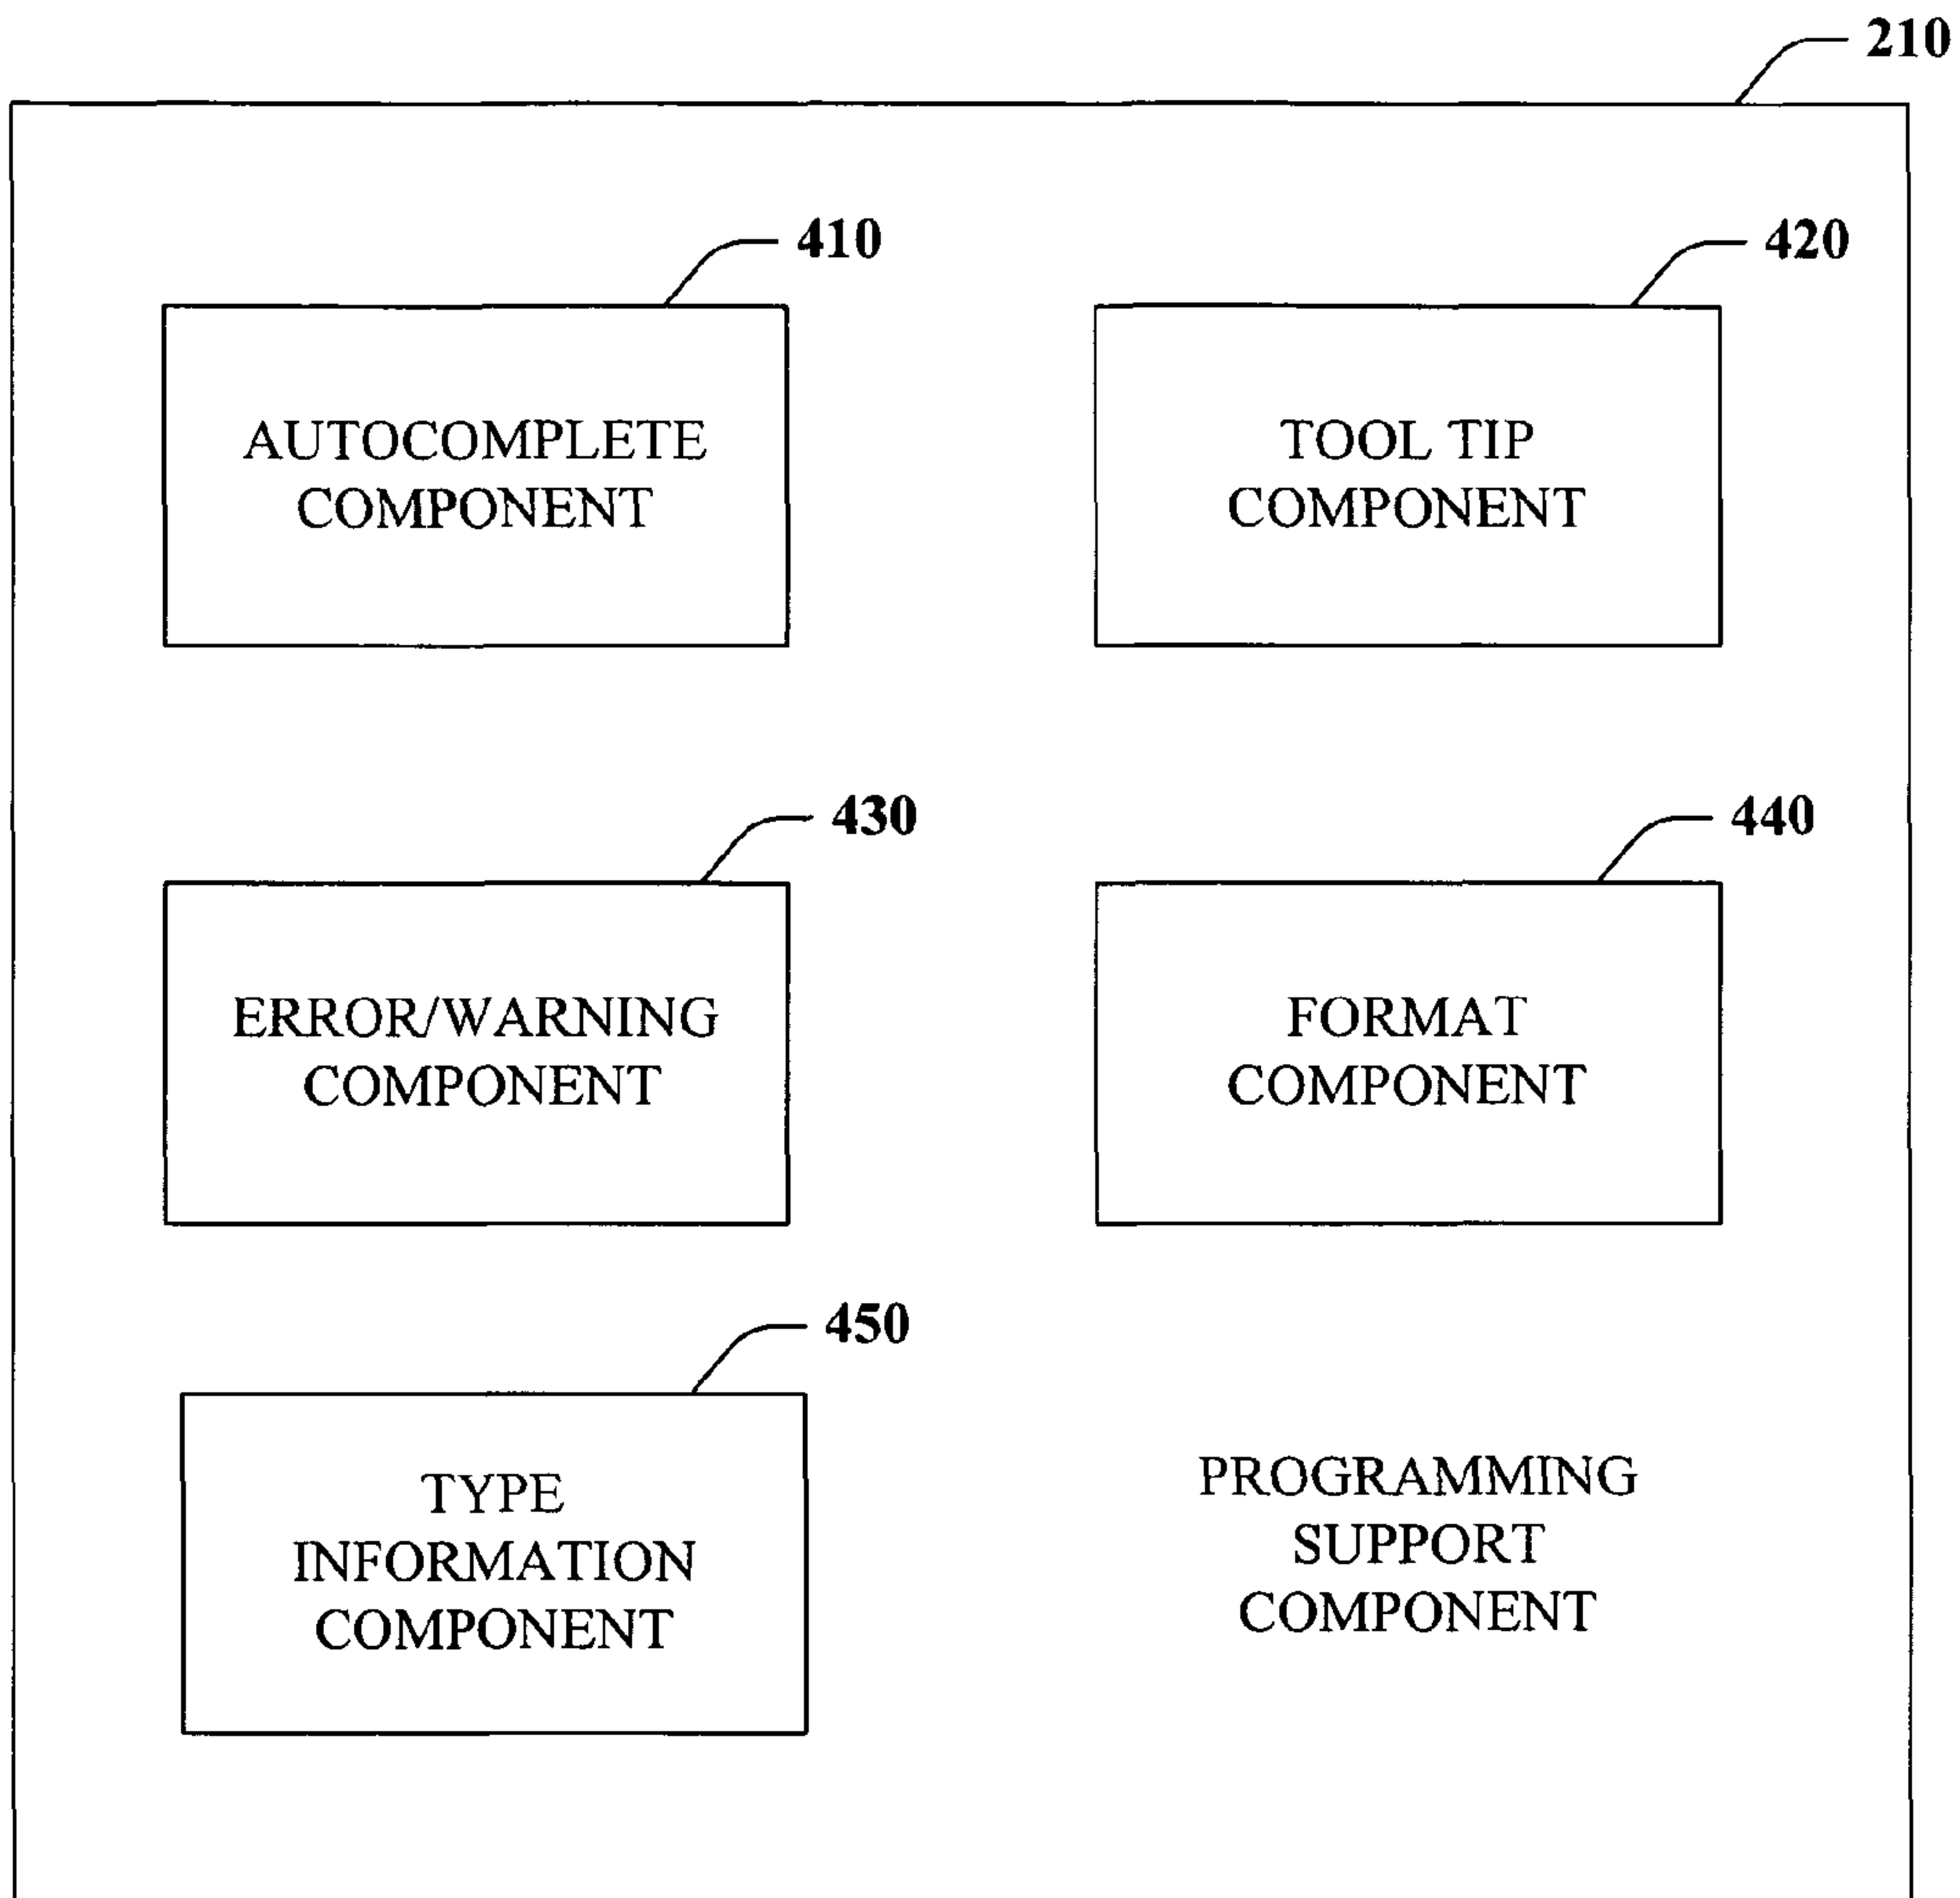 210
410
420
AUTOCOMPLETE
COMPONENT
TOOL TIP
COMPONENT
430
440
ERROR/WARNING
COMPONENT
FORMAT
COMPONENT
450
TYPE
INFORMATION
COMPONENT
PROGRAMMING
SUPPORT
COMPONENT